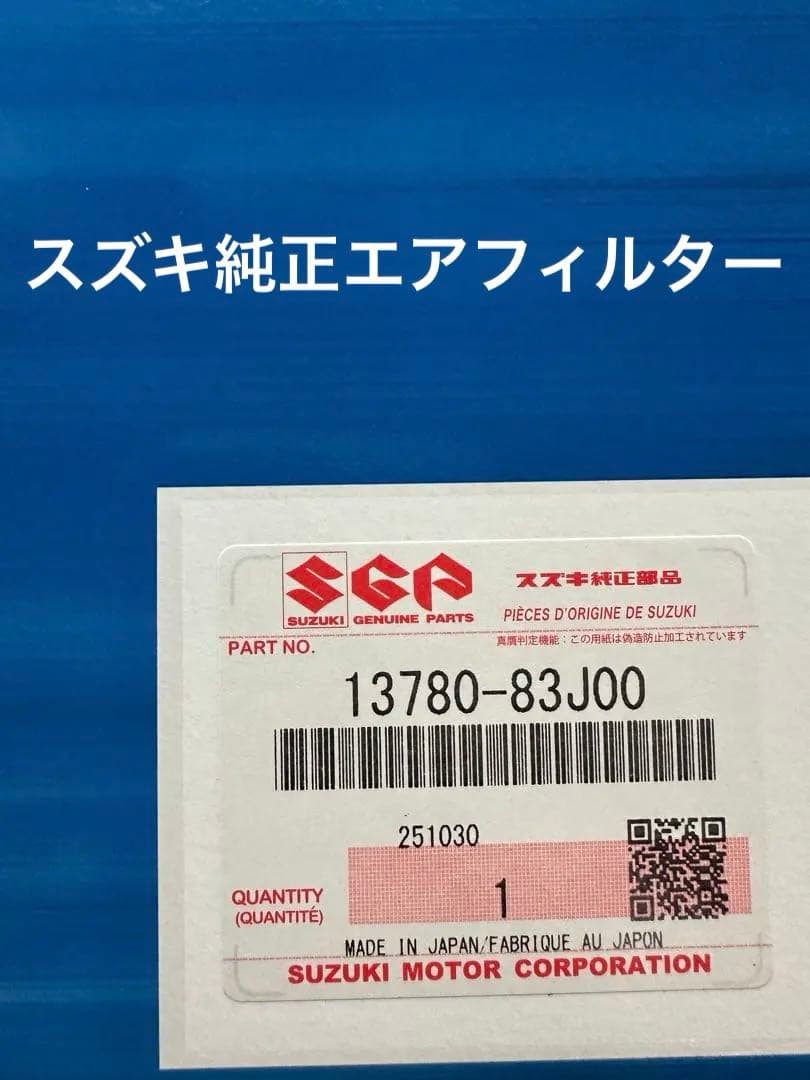 スズキ純正エアフィルター
SGP
スズキ純正部品
SUZUKI GENUINE PARTS
PIÈCES D'ORIGINE DE SUZUKI
真贋判定機能：この用紙は偽造防止加工されています
PART NO.
13780-83J00
251030
QUANTITY
(QUANTITÉ)
1
MADE IN JAPAN/FABRIQUE AU JAPON
SUZUKI MOTOR CORPORATION